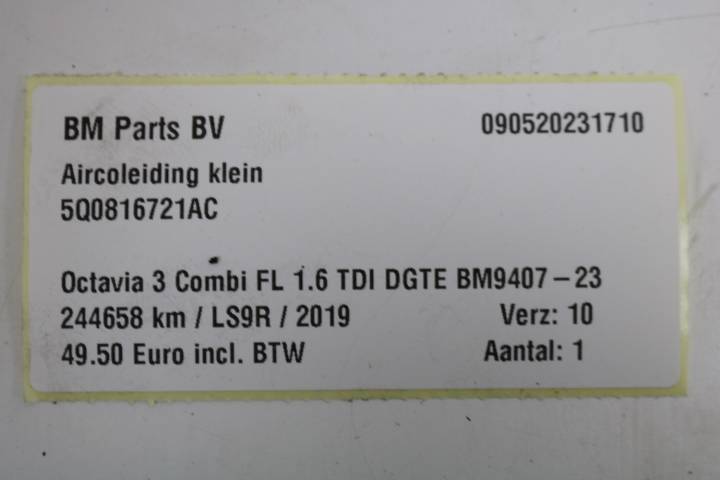 BM Parts BV 090520231710
Aircoleiding klein
5Q0816721AC
Octavia 3 Combi FL 1.6 TDI DGTE BM9407-23
244658 km / LS9R / 2019 Verz: 10
49.50 Euro incl. BTW Aantal: 1